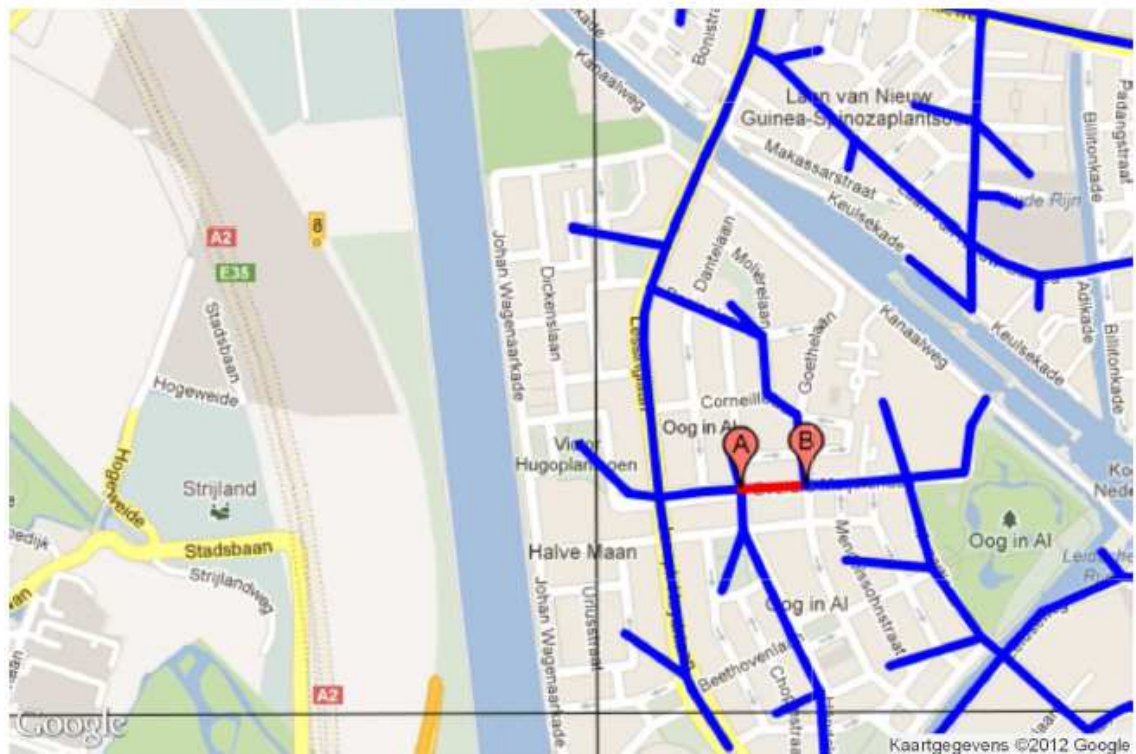 Kanaalweg
Laan van Nieuw
Guinea-Spinozaplantsoen
Makassarstraat
Padangstraat
Billitonkade
Oude Rijn
Keulsekade
A2
8
E35
Johan Wagenaarkade
Dickenslaan
Dantelaan
Molièrelaan
Goethelaan
Kanaalweg
Keulsekade
Adikade
Billitonkade
Stadsbaan
Lessinglaan
Hogeweide
Corneille
Oog in Al
A
B
Victor
Hugoplantsoen
Hogeweide
Strijland
Stadsbaan
Strijlandweg
Halve Maan
Oog in Al
Oog in Al
Mendelssohnstraat
Johan Wagenaarkade
Uriusstraat
Beethovenlaan
A2
Google
Kaartgegevens ©2012 Google